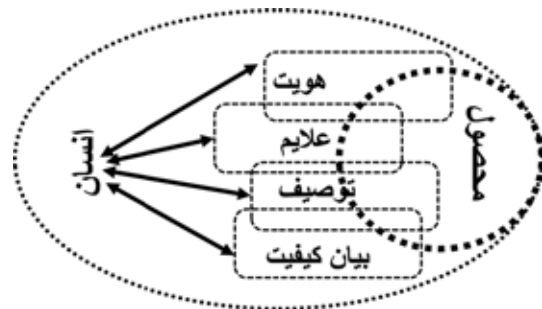 هویت
علایم
توصیف
بیان کیفیت
محصول
انسان